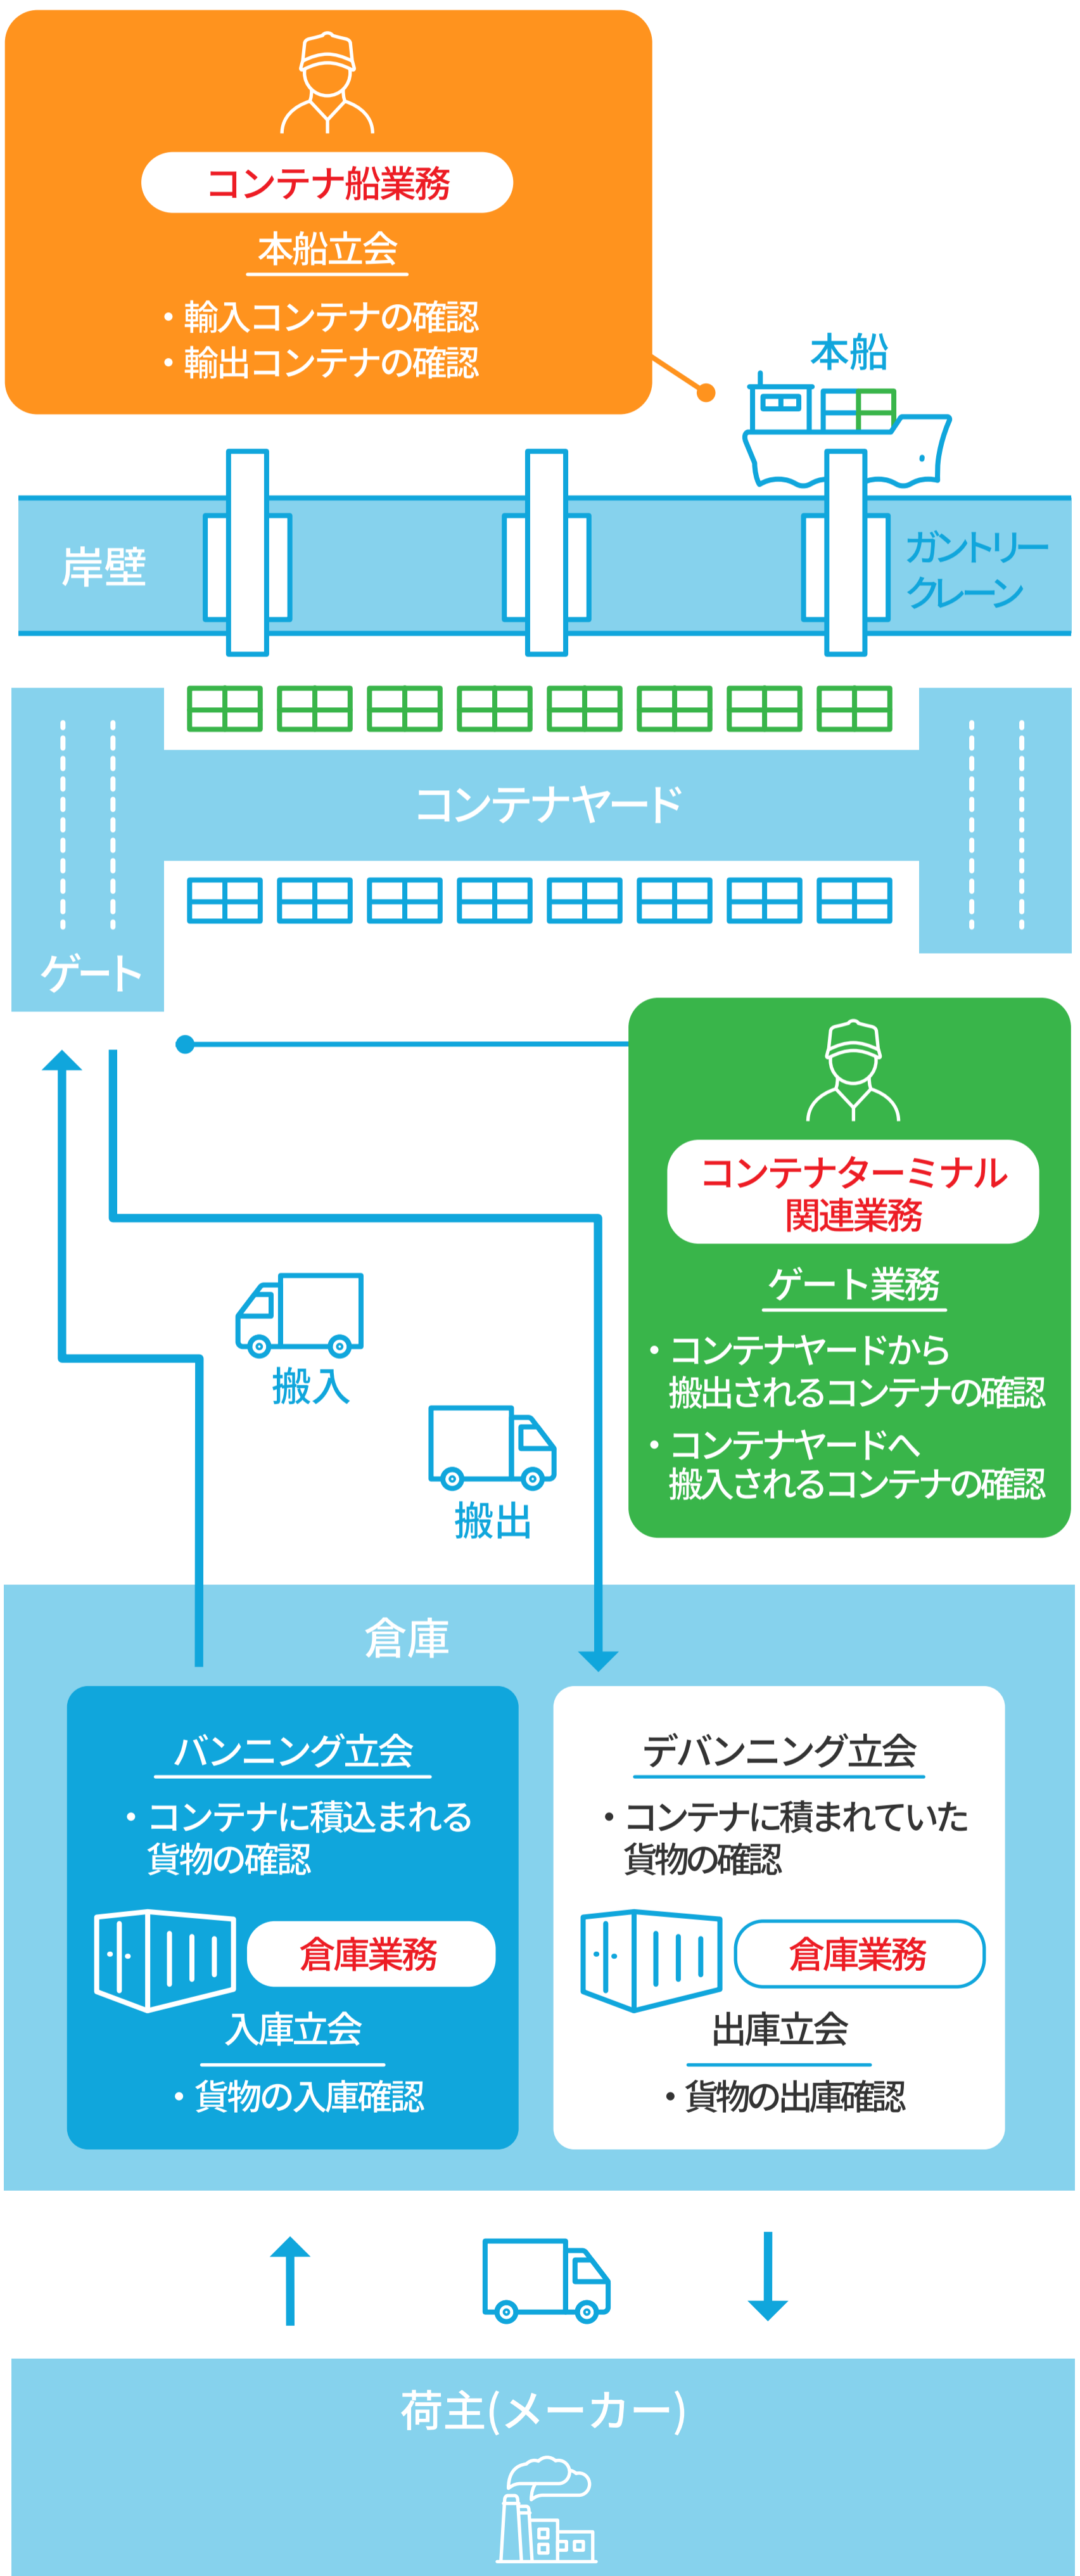 コンテナ船業務
本船立会
・輸入コンテナの確認
・輸出コンテナの確認
本船
岸壁
ガントリー
クレーン
コンテナヤード
ゲート
コンテナターミナル
関連業務
ゲート業務
・コンテナヤードから
搬出されるコンテナの確認
・コンテナヤードへ
搬入されるコンテナの確認
搬入
搬出
倉庫
バンニング立会
・コンテナに積込まれる
貨物の確認
倉庫業務
入庫立会
・貨物の入庫確認
デバンニング立会
・コンテナに積まれていた
貨物の確認
倉庫業務
出庫立会
・貨物の出庫確認
荷主(メーカー)